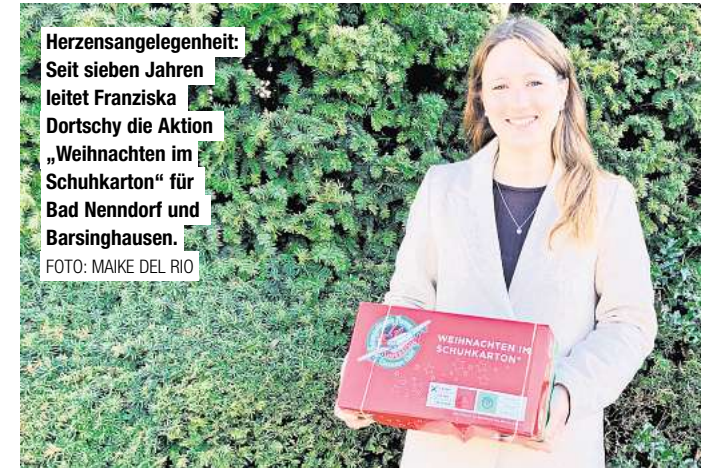 Herzensangelegenheit:
Seit sieben Jahren
leitet Franziska
Dortschy die Aktion
„Weihnachten im
Schuhkarton“ für
Bad Nenndorf und
Barsinghausen.
FOTO: MAIKE DEL RIO
WEIHNACHTEN IM
SCHUHKARTON®